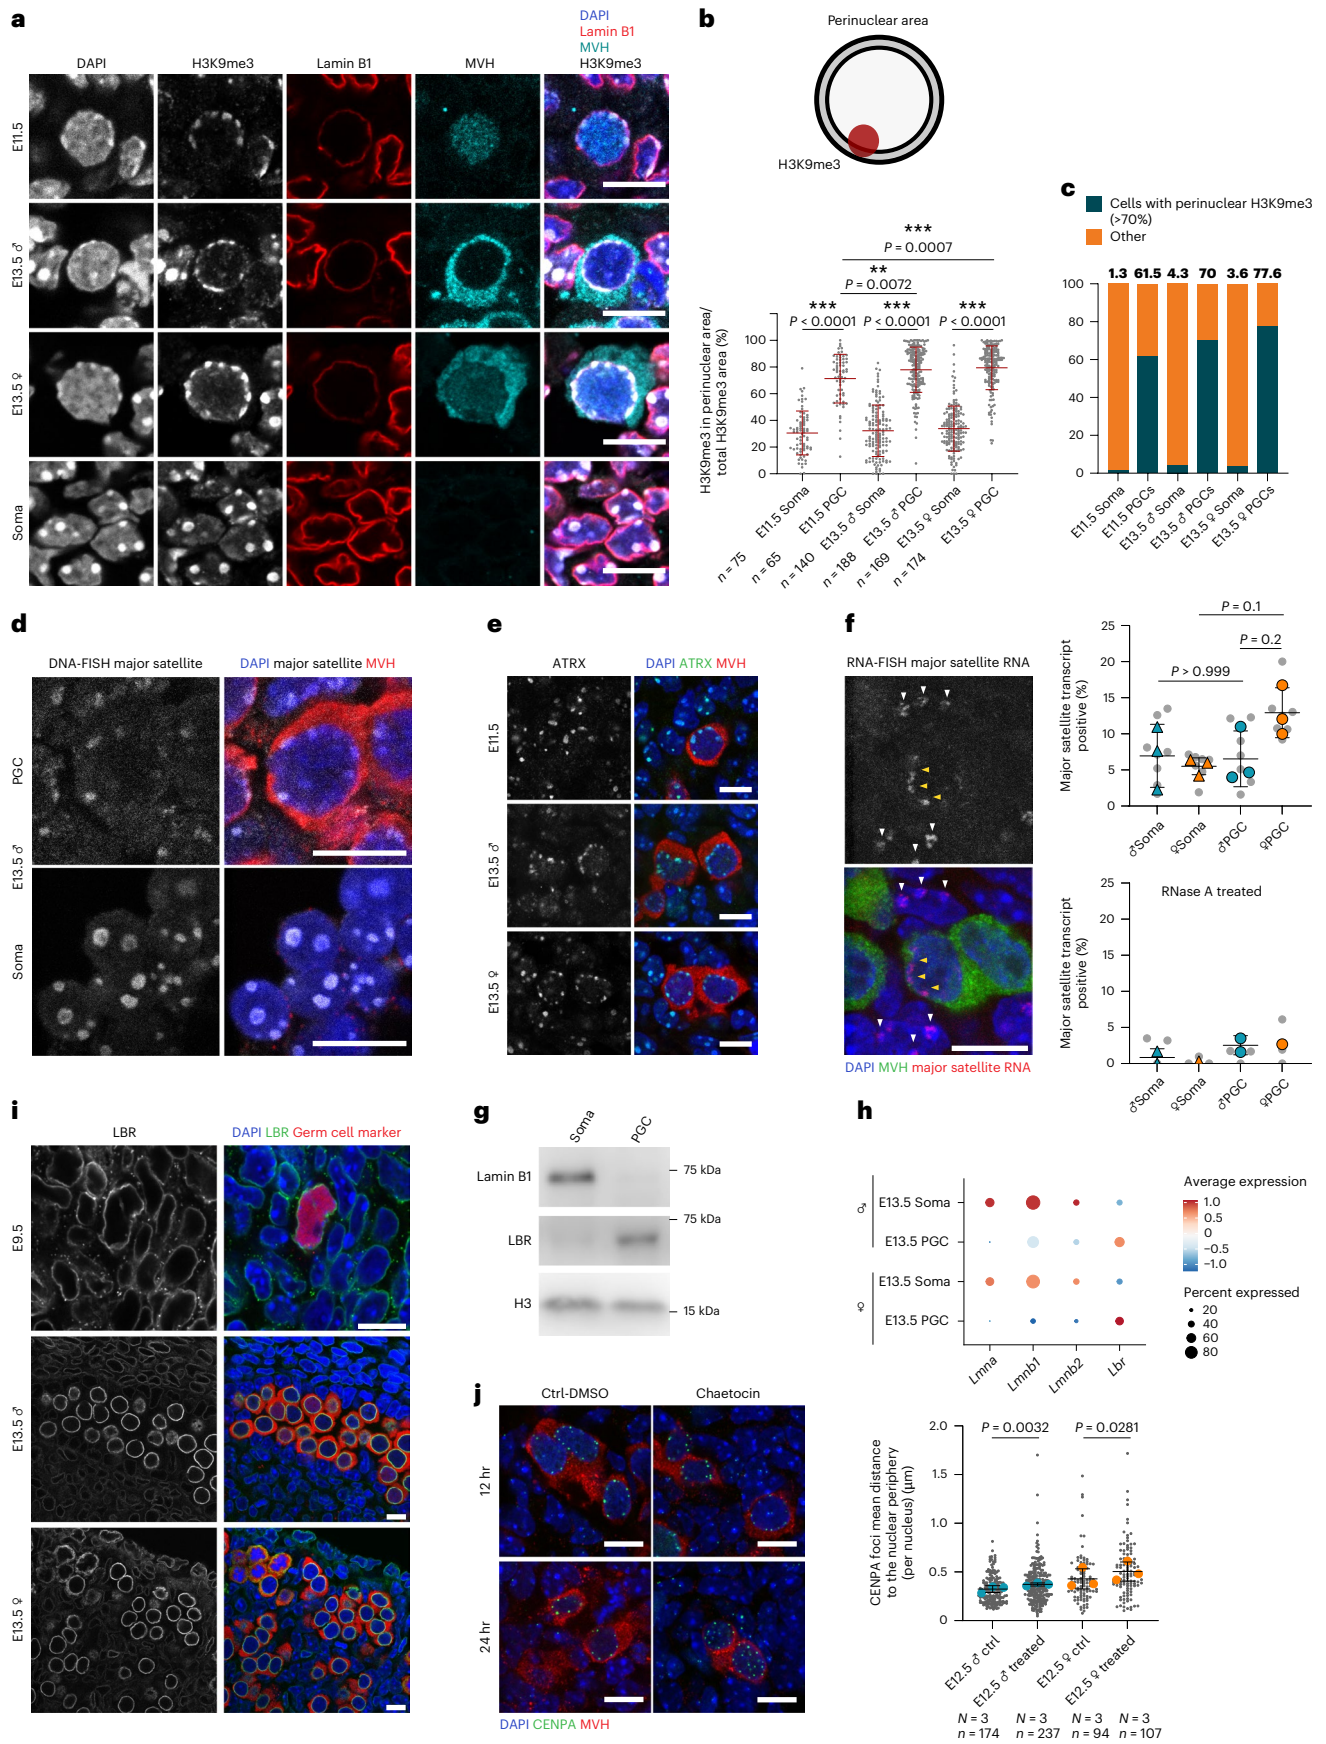 a
DAPI
Lamin B1
MVH
H3K9me3
DAPI
H3K9me3
Lamin B1
MVH
E11.5
E13.5 ♂
E13.5 ♀
Soma
b
Perinuclear area
H3K9me3
***
P = 0.0007
**
P = 0.0072
***
***
***
P < 0.0001
P < 0.0001
P < 0.0001
H3K9me3 in perinuclear area/
total H3K9me3 area (%)
100
80
60
40
20
0
E11.5 Soma
E11.5 PGC
E13.5 ♂ Soma
E13.5 ♂ PGC
E13.5 ♀ Soma
E13.5 ♀ PGC
n = 75
n = 65
n = 140
n = 188
n = 169
n = 174
c
Cells with perinuclear H3K9me3
(>70%)
Other
1.3 61.5 4.3 70 3.6 77.6
100
80
60
40
20
0
E11.5 Soma
E11.5 PGCs
E13.5 ♂ Soma
E13.5 ♂ PGCs
E13.5 ♀ Soma
E13.5 ♀ PGCs
d
DNA-FISH major satellite
DAPI major satellite MVH
PGC
E13.5 ♂
Soma
e
ATRX
DAPI ATRX MVH
E11.5
E13.5 ♂
E13.5 ♀
f
RNA-FISH major satellite RNA
DAPI MVH major satellite RNA
P = 0.1
P = 0.2
P > 0.999
Major satellite transcript
positive (%)
25
20
15
10
5
0
♂Soma
♀Soma
♂PGC
♀PGC
RNase A treated
Major satellite transcript
positive (%)
25
20
15
10
5
0
♂Soma
♀Soma
♂PGC
♀PGC
i
LBR
DAPI LBR Germ cell marker
E9.5
E13.5 ♂
E13.5 ♀
g
Soma
PGC
Lamin B1
75 kDa
75 kDa
LBR
H3
15 kDa
h
♂
E13.5 Soma
E13.5 PGC
♀
E13.5 Soma
E13.5 PGC
Lmna
Lmnb1
Lmnb2
Lbr
Average expression
1.0
0.5
0
−0.5
−1.0
Percent expressed
20
40
60
80
j
Ctrl-DMSO
Chaetocin
12 hr
24 hr
DAPI CENPA MVH
P = 0.0032
P = 0.0281
CENPA foci mean distance
to the nuclear periphery
(per nucleus) (µm)
2.0
1.5
1.0
0.5
0
E12.5 ♂ ctrl
E12.5 ♂ treated
E12.5 ♀ ctrl
E12.5 ♀ treated
N = 3 N = 3 N = 3 N = 3
n = 174 n = 237 n = 94 n = 107